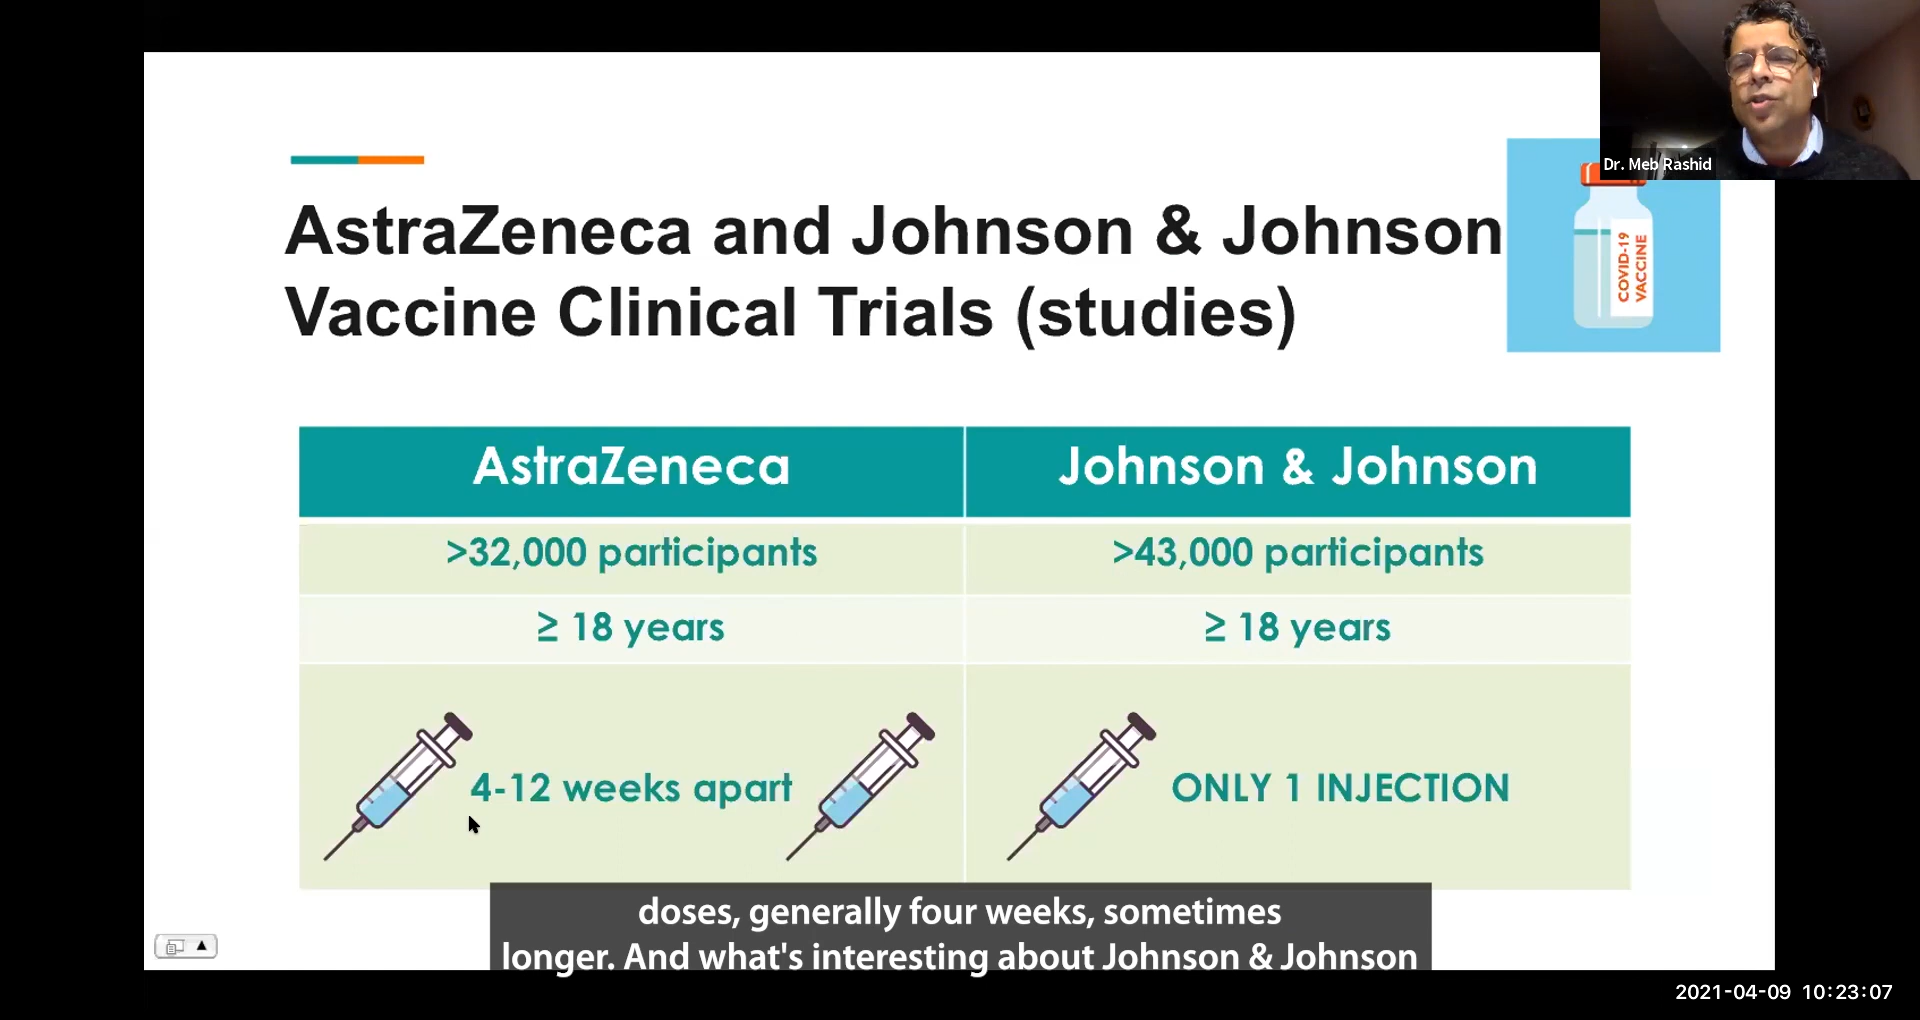 Dr. Meb Rashid
AstraZeneca and Johnson & Johnson
Vaccine Clinical Trials (studies)
COVID-19
VACCINE
AstraZeneca
Johnson & Johnson
>32,000 participants
>43,000 participants
≥ 18 years
≥ 18 years
4-12 weeks apart
ONLY 1 INJECTION
doses, generally four weeks, sometimes
longer. And what's interesting about Johnson & Johnson
2021-04-09 10:23:07